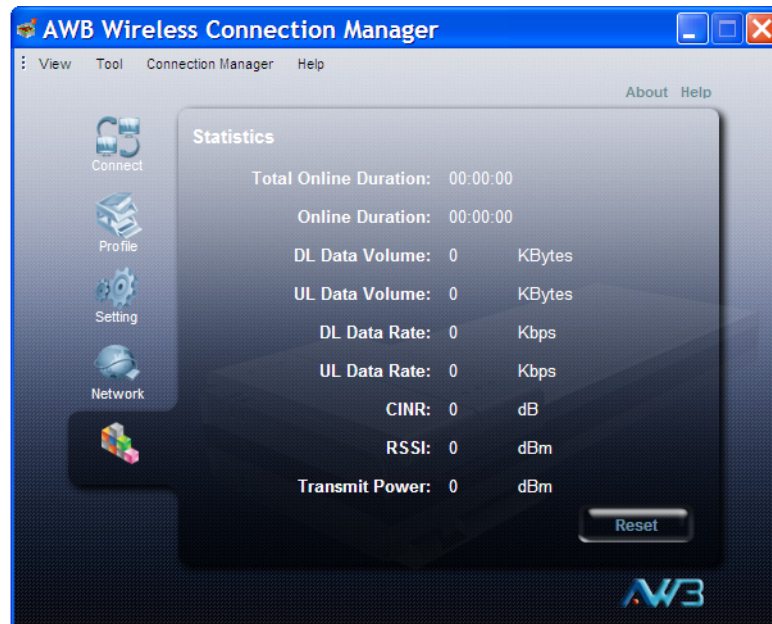 AWB Wireless Connection Manager
View Tool Connection Manager Help
About Help
Connect
Profile
Setting
Network
Statistics
Total Online Duration: 00:00:00
Online Duration: 00:00:00
DL Data Volume: 0 KBytes
UL Data Volume: 0 KBytes
DL Data Rate: 0 Kbps
UL Data Rate: 0 Kbps
CINR: 0 dB
RSSI: 0 dBm
Transmit Power: 0 dBm
Reset
AWB